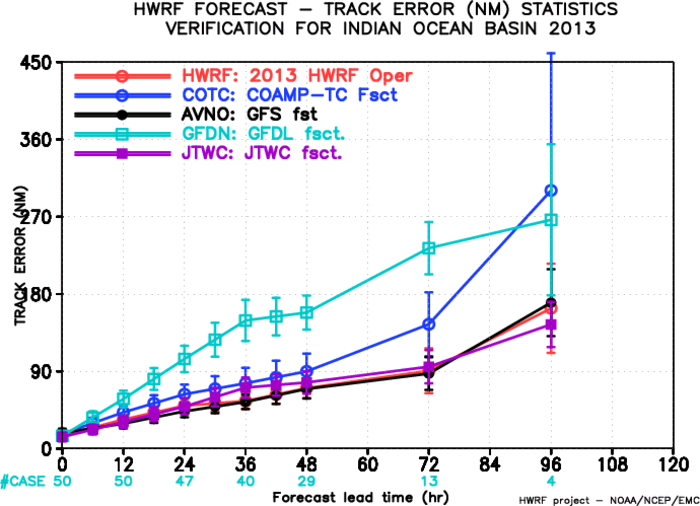 HWRF FORECAST – TRACK ERROR (NM) STATISTICS
VERIFICATION FOR INDIAN OCEAN BASIN 2013
HWRF: 2013 HWRF Oper
COTC: COAMP–TC Fsct
AVNO: GFS fst
GFDN: GFDL fsct.
JTWC: JTWC fsct.
TRACK ERROR (NM)
450
360
270
180
90
0
0 12 24 36 48 60 72 84 96 108 120
#CASE 50 50 47 40 29 13 4
Forecast lead time (hr)
HWRF project – NOAA/NCEP/EMC